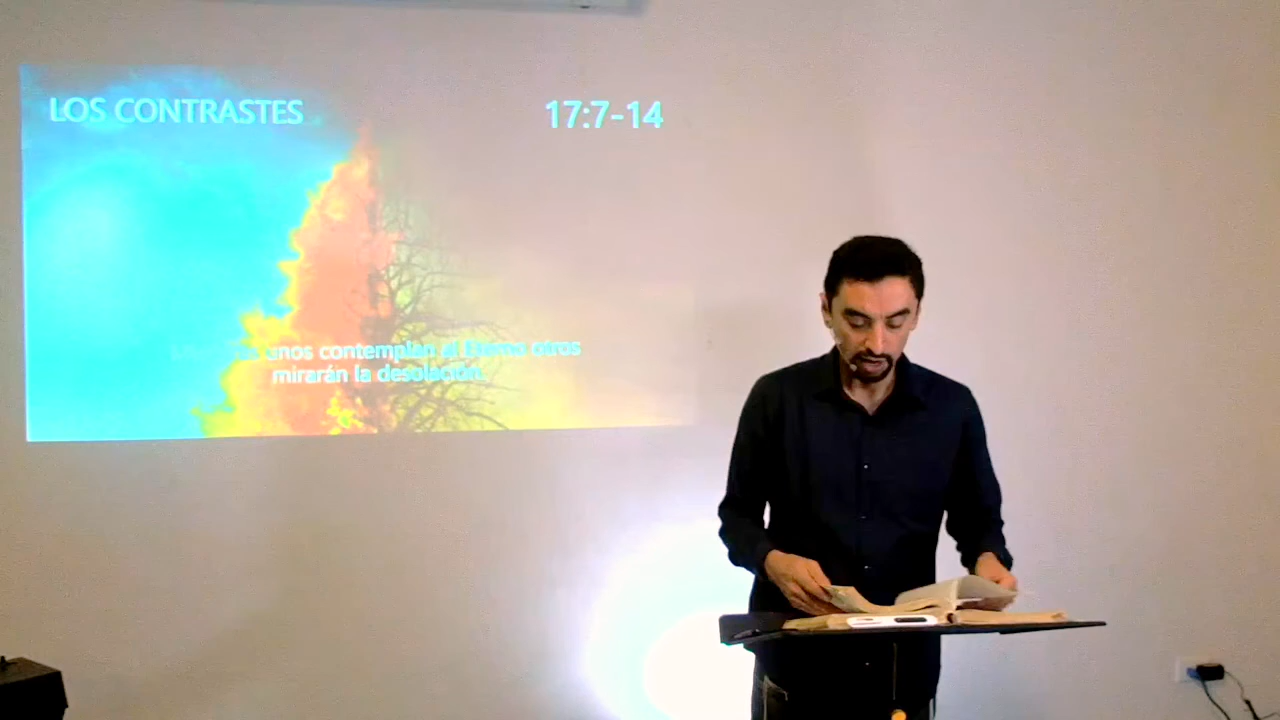 LOS CONTRASTES
17:7-14
unos contemplan al Eterno otros
mirarán la desolación